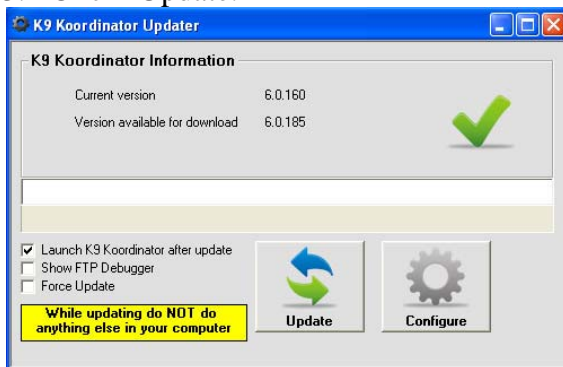 Update.
K9 Koordinator Updater
K9 Koordinator Information
Current version 6.0.160
Version available for download 6.0.185
Launch K9 Koordinator after update
Show FTP Debugger
Force Update
While updating do NOT do
anything else in your computer
Update
Configure